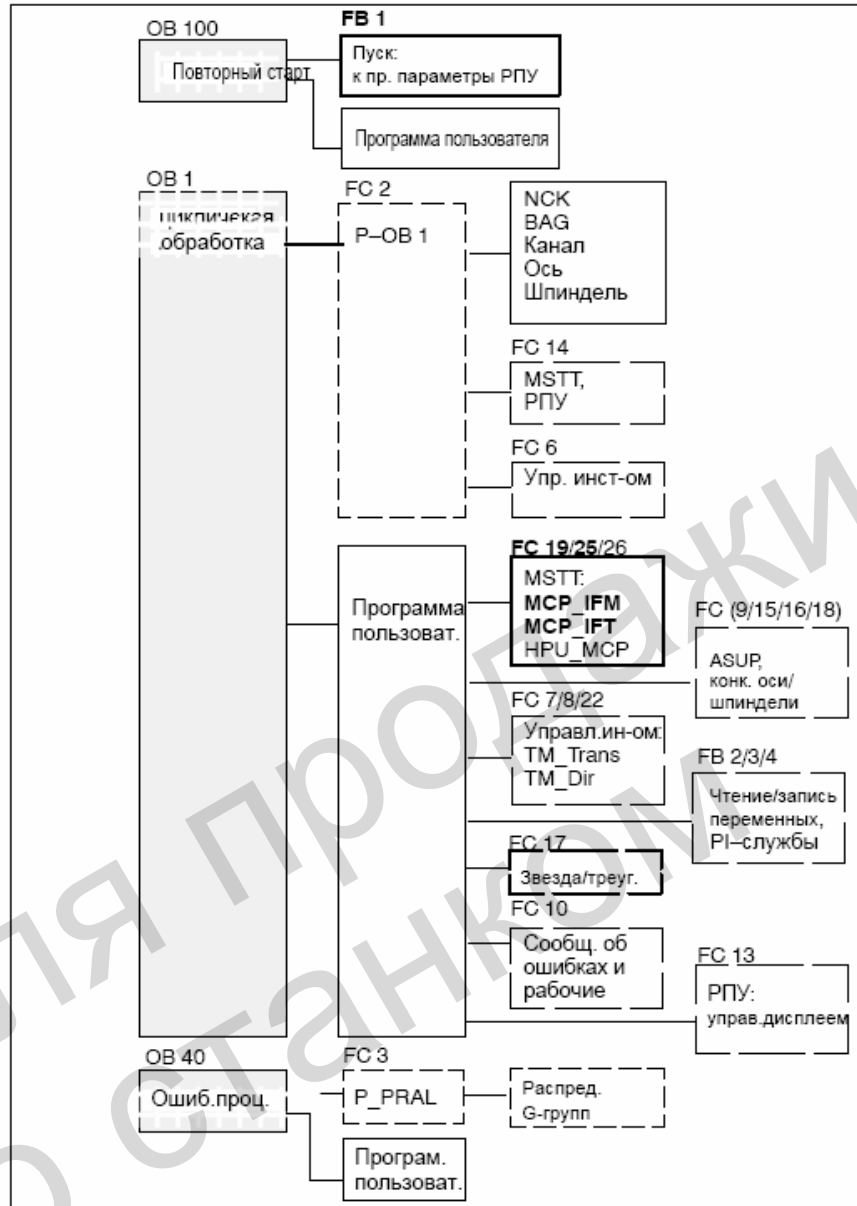 OB 100
FB 1
Повторный старт
Пуск:
к пр. параметры РПУ
Программа пользователя
OB 1
FC 2
циклическая
обработка
P–OB 1
NCK
BAG
Канал
Ось
Шпиндель
FC 14
MSTT,
РПУ
FC 6
Упр. инст-ом
Программа
пользоват.
FC 19/25/26
MSTT:
MCP_IFM
MCP_IFT
HPU_MCP
FC (9/15/16/18)
ASUP,
конк. оси/
шпиндели
FC 7/8/22
Управл.ин-ом:
TM_Trans
TM_Dir
FB 2/3/4
Чтение/запись
переменных,
PI–службы
FC 17
Звезда/треуг.
FC 10
Сообщ. об
ошибках и
рабочие
FC 13
РПУ:
управ.дисплеем
OB 40
Ошиб.проц.
FC 3
P_PRAL
Распред.
G-групп
Програм.
пользоват.
ля продажи
о станком